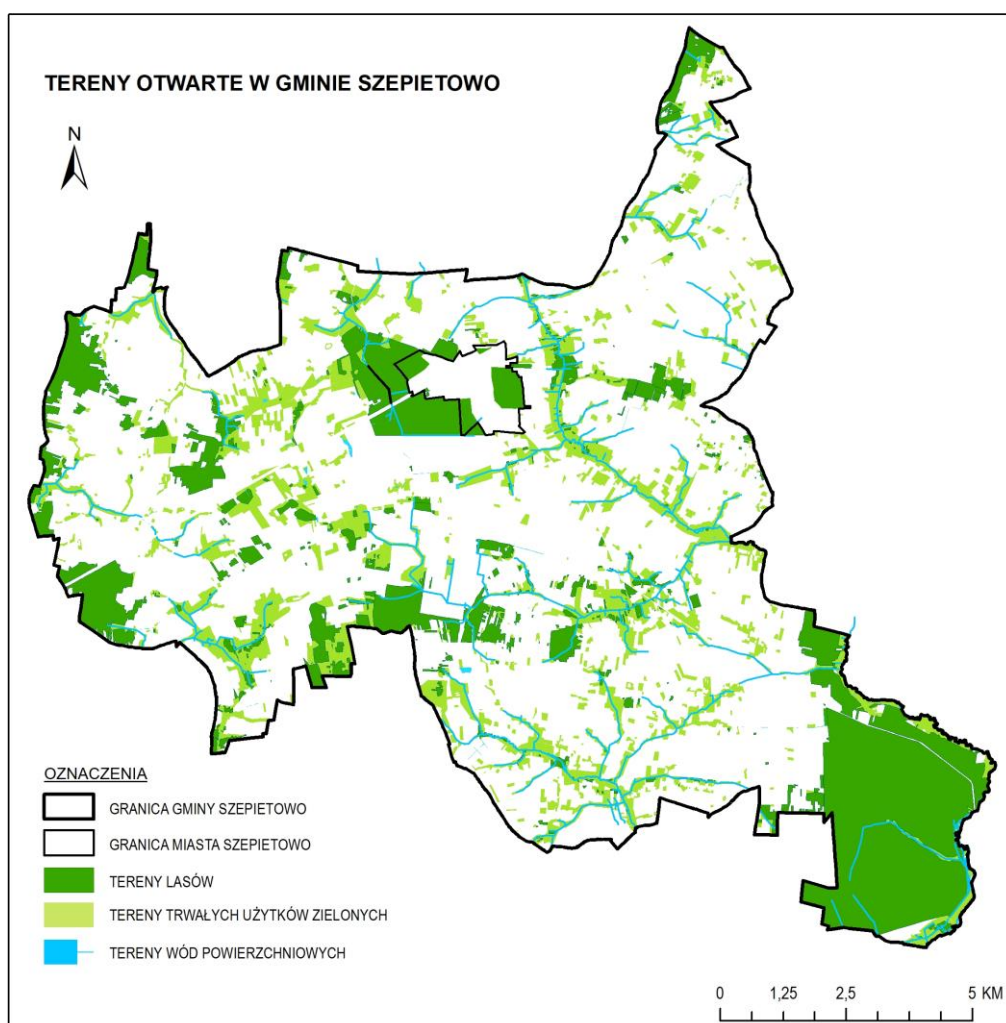 TERENY OTWARTE W GMINIE SZEPIETOWO
N
OZNACZENIA
GRANICA GMINY SZEPIETOWO
GRANICA MIASTA SZEPIETOWO
TERENY LASÓW
TERENY TRWAŁYCH UŻYTKÓW ZIELONYCH
TERENY WÓD POWIERZCHNIOWYCH
0 1,25 2,5 5 KM